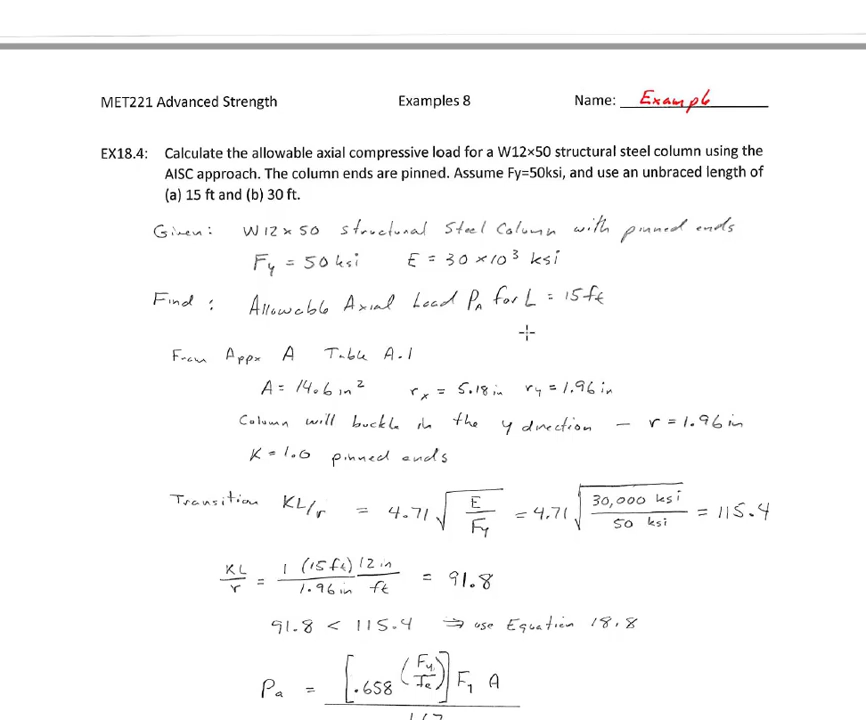 MET221 Advanced Strength Examples 8 Name: Example
EX18.4: Calculate the allowable axial compressive load for a W12×50 structural steel column using the
AISC approach. The column ends are pinned. Assume Fy=50ksi, and use an unbraced length of
(a) 15 ft and (b) 30 ft.
Given: W12 x 50 Structural Steel Column with pinned ends
Fy = 50 ksi E = 30 x 10³ ksi
Find: Allowable Axial Load Pa for L = 15ft
From Appx A Table A.1
A = 14.6 in² rx = 5.18 in ry = 1.96 in
Column will buckle in the y direction — r = 1.96 in
K = 1.0 pinned ends
Transition KL/r = 4.71 √(E/Fy) = 4.71 √(30,000 ksi/50 ksi) = 115.4
KL/r = 1 (15 ft) 12 in/1.96 in ft = 91.8
91.8 < 115.4 ⇒ use Equation 18.8
Pa = [.658 (Fy/Fe)] Fy A